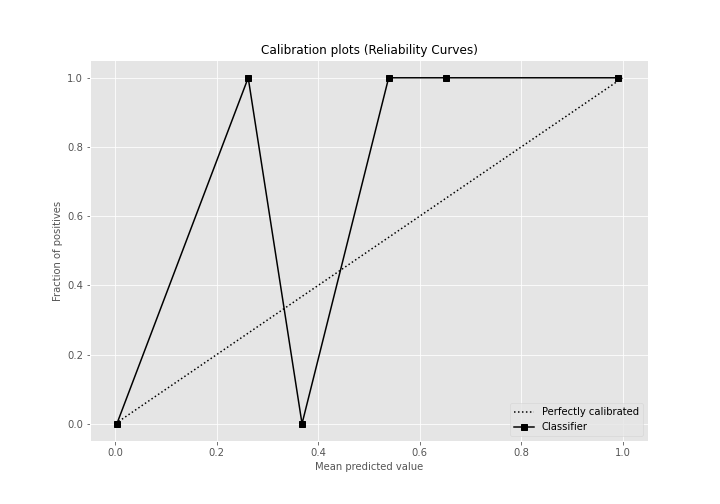 Calibration plots (Reliability Curves)
1.0
0.8
0.6
0.4
0.2
0.0
Fraction of positives
0.0 0.2 0.4 0.6 0.8 1.0
Mean predicted value
Perfectly calibrated
Classifier